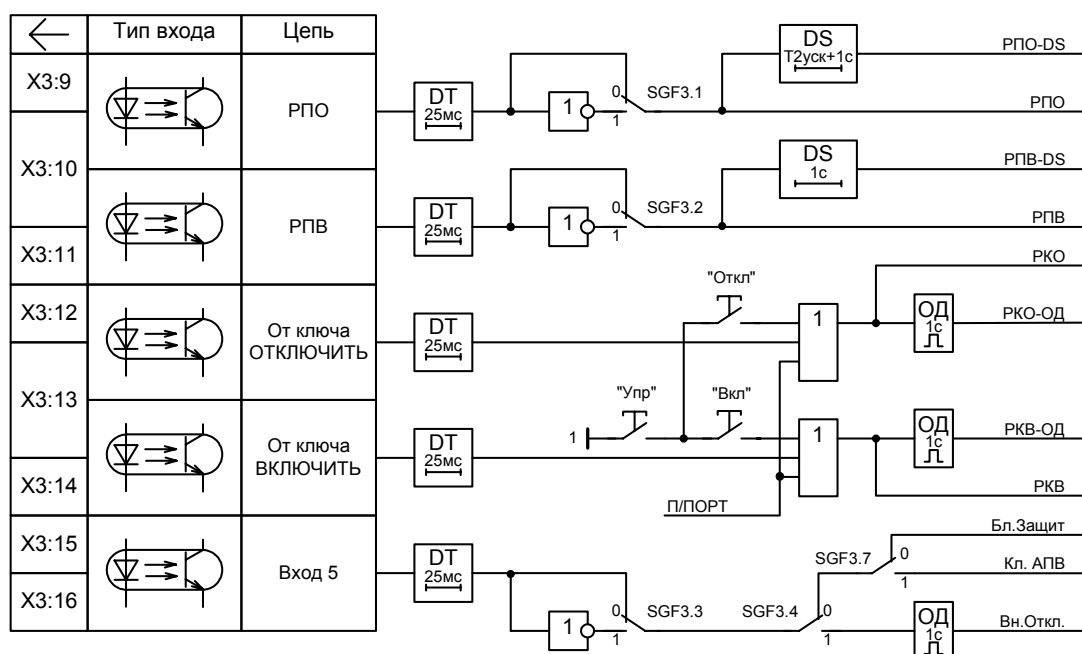 Тип входа
Цепь
X3:9
X3:10
X3:11
X3:12
X3:13
X3:14
X3:15
X3:16
РПО
РПВ
От ключа
ОТКЛЮЧИТЬ
От ключа
ВКЛЮЧИТЬ
Вход 5
DT
25мс
1
0
1
SGF3.1
DS
Т2уск+1с
РПО-DS
РПО
DT
25мс
1
0
1
SGF3.2
DS
1с
РПВ-DS
РПВ
DT
25мс
"Откл"
1
РКО
ОД
1с
РКО-ОД
DT
25мс
1
"Упр"
"Вкл"
1
ОД
1с
РКВ-ОД
РКВ
П/ПОРТ
DT
25мс
1
0
1
SGF3.3
SGF3.4
0
1
SGF3.7
0
1
Бл.Защит
Кл. АПВ
ОД
1с
Вн.Откл.